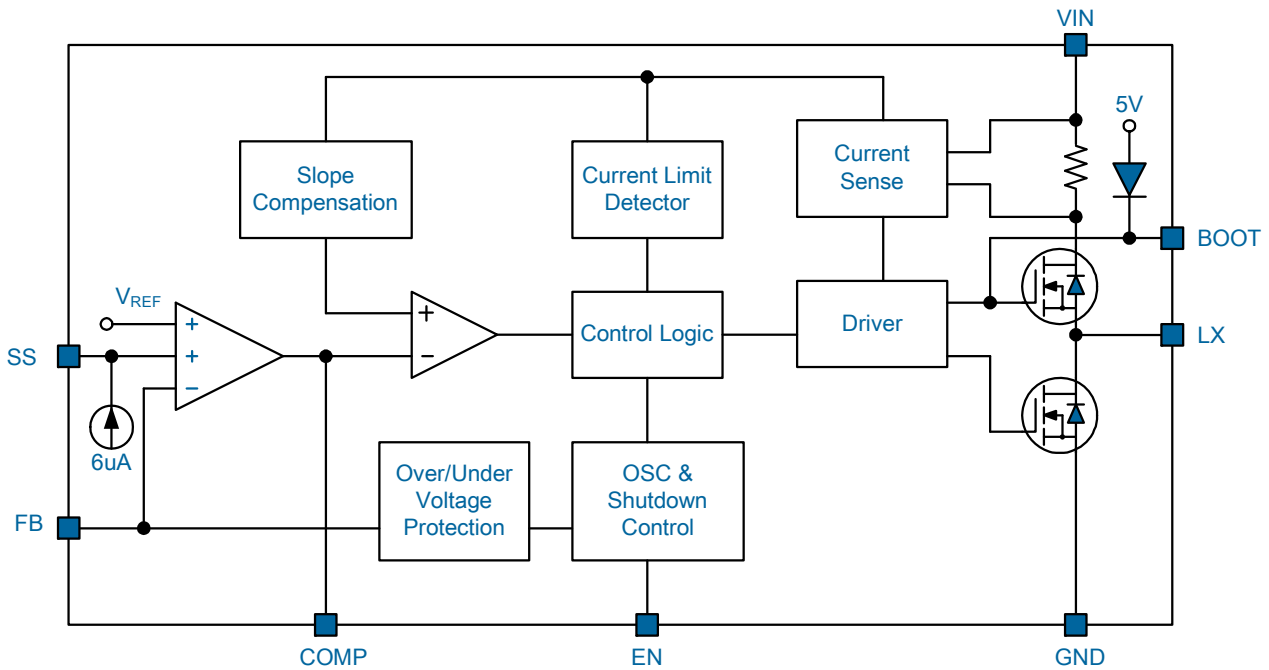 VIN
5V
Slope
Compensation
Current Limit
Detector
Current
Sense
BOOT
VREF
+
+
−
+
−
Control Logic
Driver
SS
LX
6uA
Over/Under
Voltage
Protection
OSC &
Shutdown
Control
FB
COMP
EN
GND